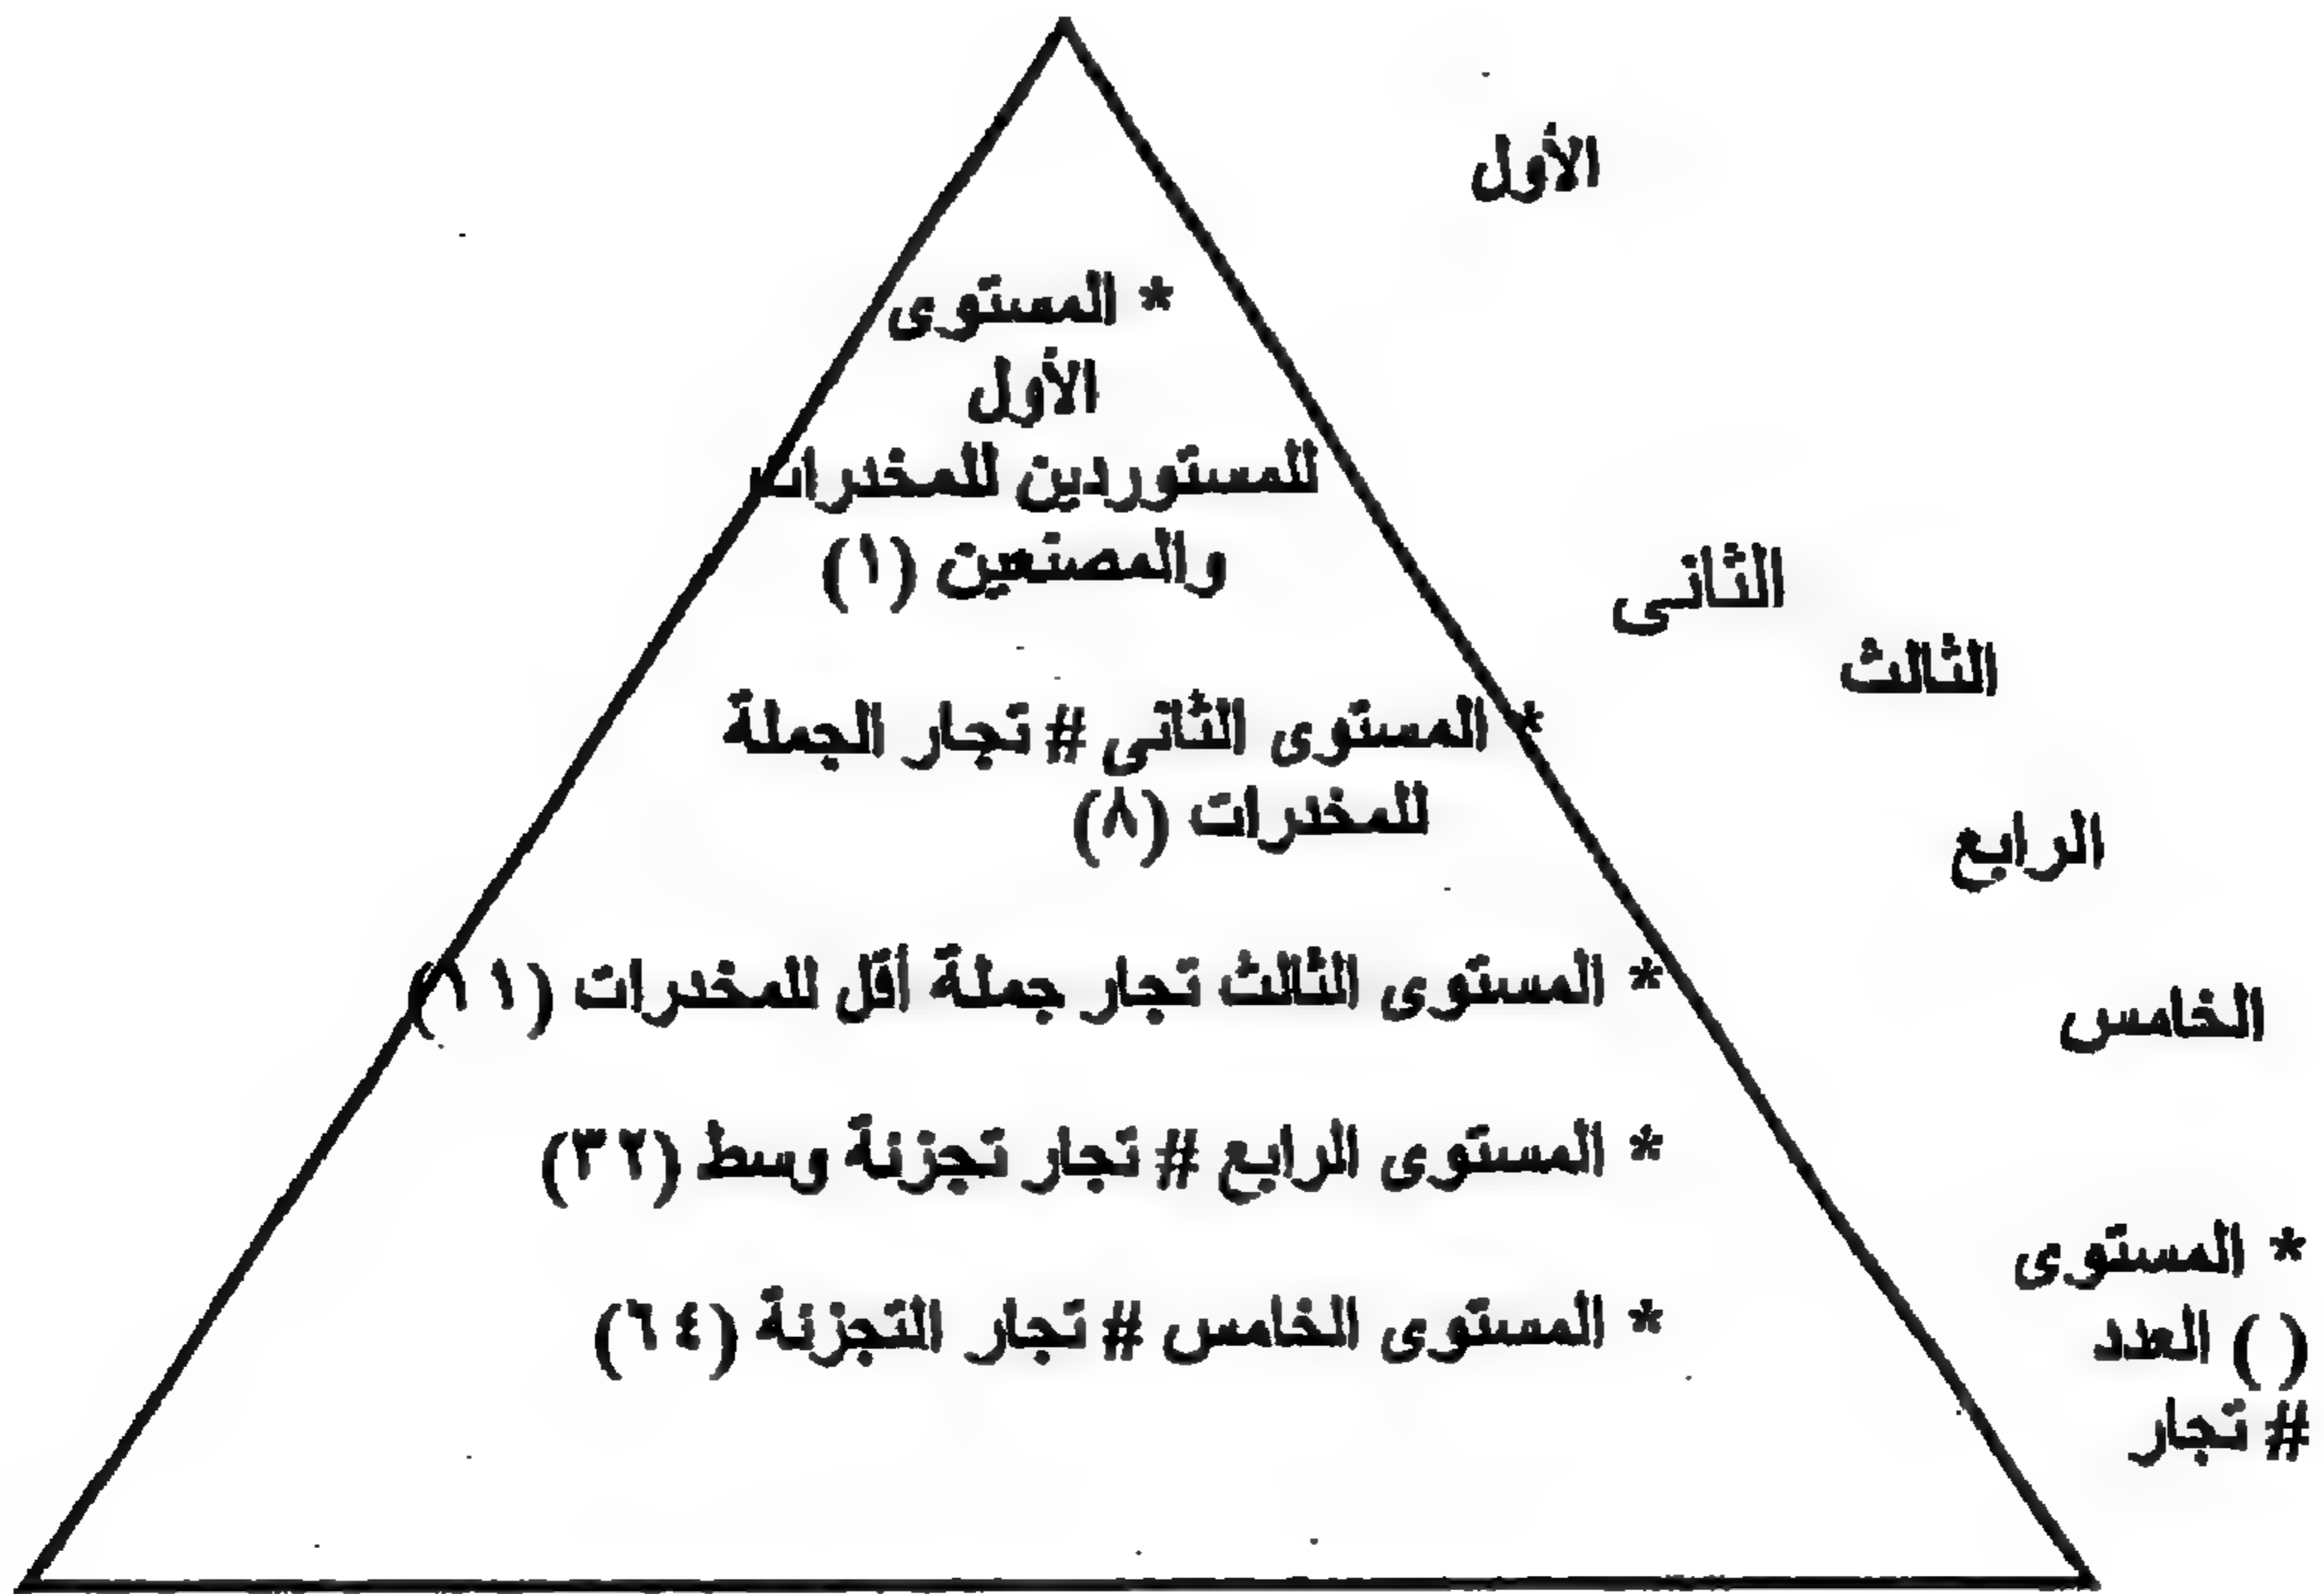 الأول
* المستوى
الأول
للمستوردين للمخدرات
والمصنعين (١)
الثانى
الثالث
* المستوى الثانى # تجار الجملة
للمخدرات (٨)
الرابع
* المستوى الثالث تجار جملة أقل للمخدرات
الخامس
* المستوى الرابع # تجار تجزئة وسط (٣٢)
* المستوى الخامس # تجار التجزئة (٦٤)
* المستوى
( ) العدد
# تجار